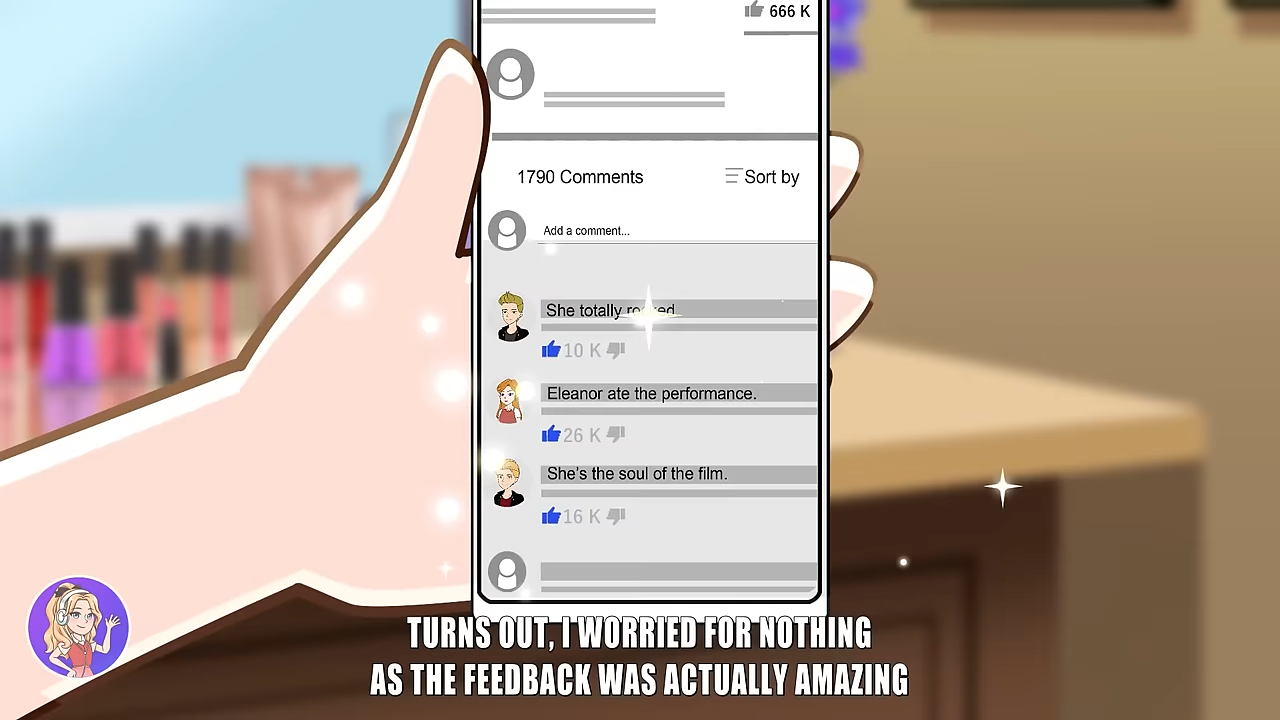 666 K
1790 Comments
Sort by
Add a comment...
She totally
10 K
Eleanor ate the performance.
26 K
She's the soul of the film.
16 K
TURNS OUT, I WORRIED FOR NOTHING
AS THE FEEDBACK WAS ACTUALLY AMAZING